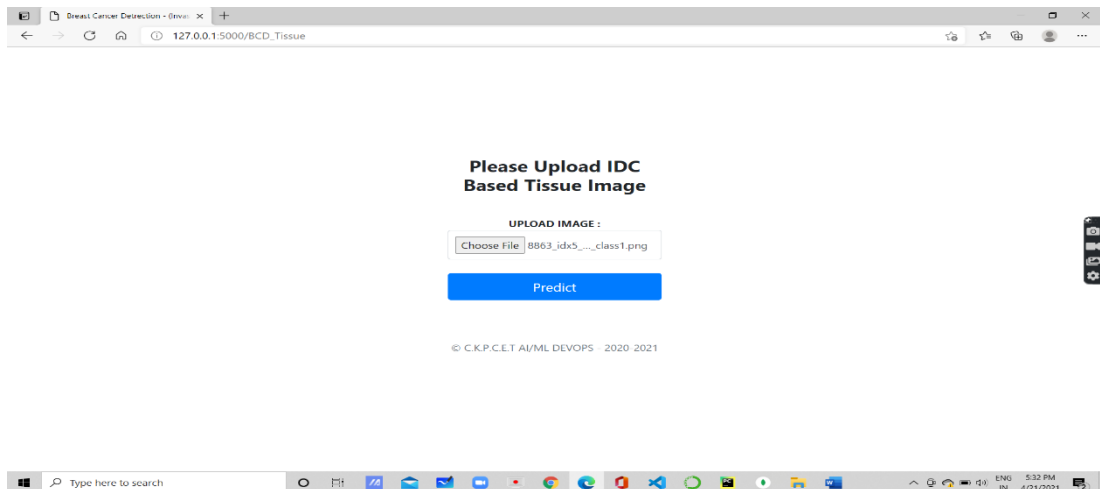 Breast Cancer Detrection - (Invas
127.0.0.1:5000/BCD_Tissue
Please Upload IDC
Based Tissue Image
UPLOAD IMAGE :
Choose File 8863_idx5_..._class1.png
Predict
© C.K.P.C.E.T AI/ML DEVOPS - 2020-2021
Type here to search
ENG
IN
5:32 PM
4/21/2021